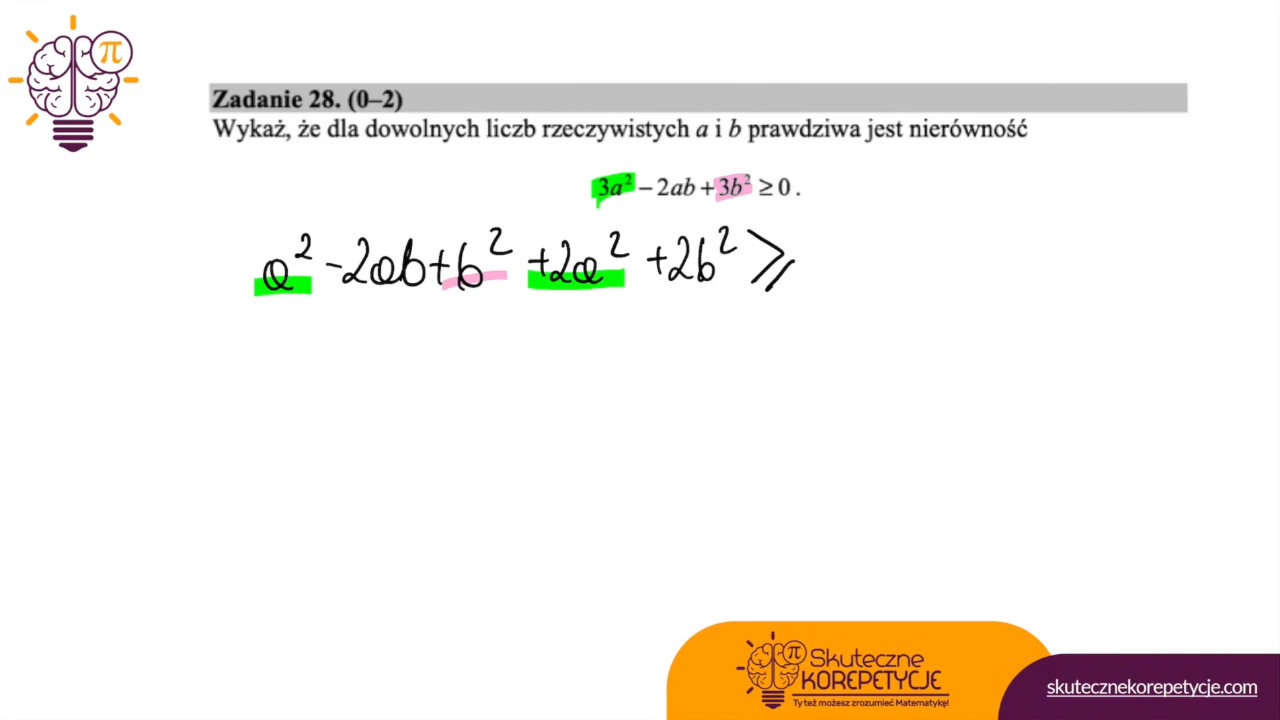 π
Zadanie 28. (0–2)
Wykaż, że dla dowolnych liczb rzeczywistych a i b prawdziwa jest nierówność
3a² – 2ab + 3b² ≥ 0 .
a² - 2ab + b² + 2a² + 2b² ⩾
π
Skuteczne
KOREPETYCJE
Ty też możesz zrozumieć Matematykę!
skutecznekorepetycje.com